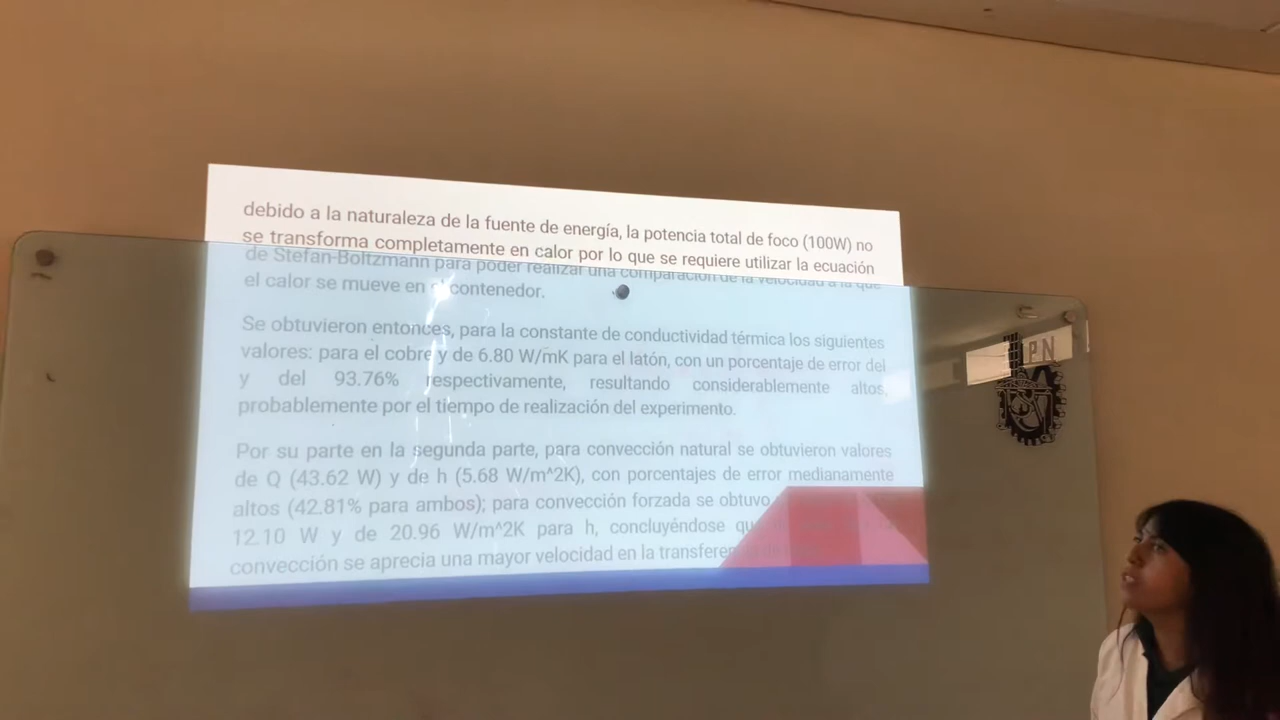 debido a la naturaleza de la fuente de energía, la potencia total de foco (100W) no
se transforma completamente en calor por lo que se requiere utilizar la ecuación
de Stefan-Boltzmann para poder realizar una comparación de la velocidad a la que
el calor se mueve en el contenedor.
Se obtuvieron entonces, para la constante de conductividad térmica los siguientes
valores: para el cobre y de 6.80 W/mK para el latón, con un porcentaje de error del
y del 93.76% respectivamente, resultando considerablemente altos,
probablemente por el tiempo de realización del experimento.
Por su parte en la segunda parte, para convección natural se obtuvieron valores
de Q (43.62 W) y de h (5.68 W/m^2K), con porcentajes de error medianamente
altos (42.81% para ambos); para convección forzada se obtuvo
12.10 W y de 20.96 W/m^2K para h, concluyéndose
convección se aprecia una mayor velocidad en la
PN